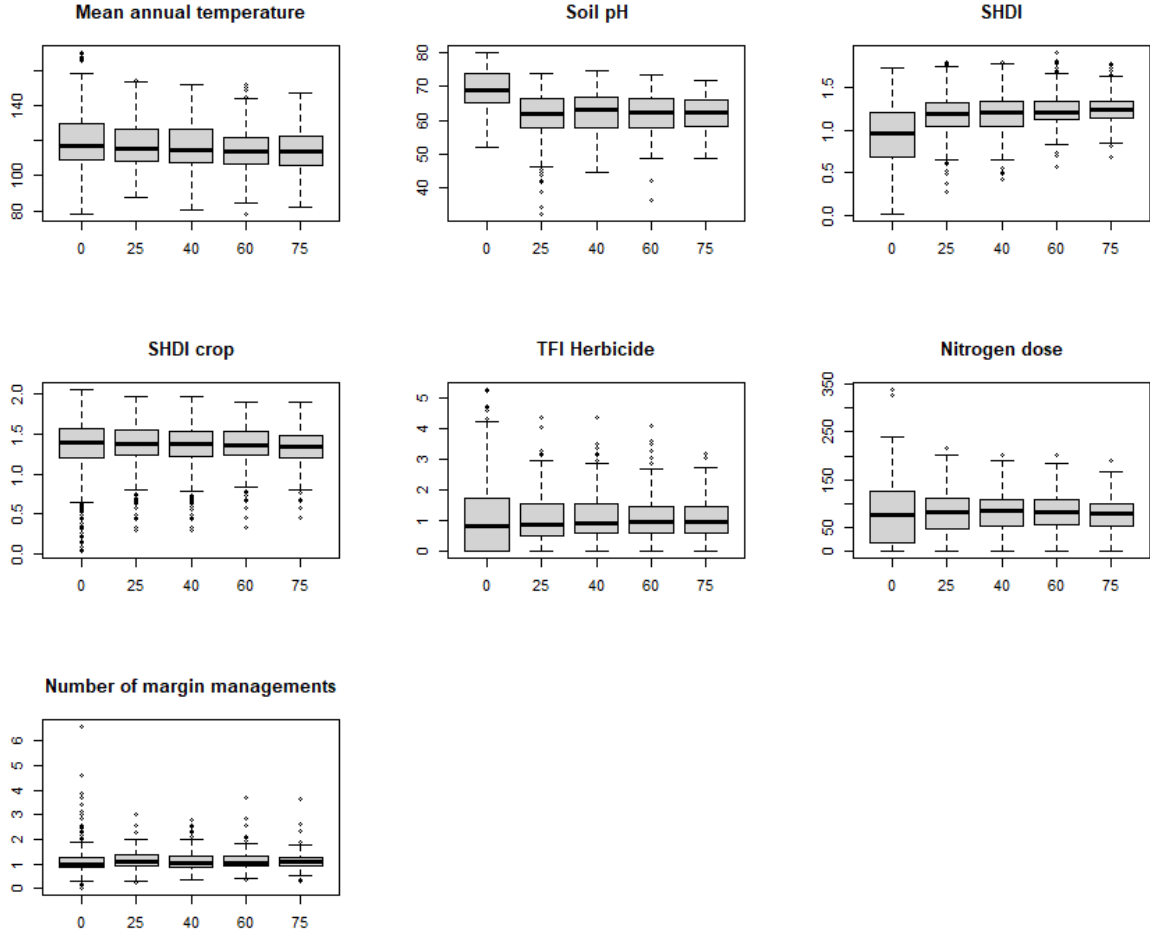 Mean annual temperature
140
120
100
80
0 25 40 60 75
Soil pH
80
70
60
50
40
0 25 40 60 75
SHDI
1.5
1.0
0.5
0.0
0 25 40 60 75
SHDI crop
2.0
1.5
1.0
0.5
0.0
0 25 40 60 75
TFI Herbicide
5
4
3
2
1
0
0 25 40 60 75
Nitrogen dose
350
250
150
50
0
0 25 40 60 75
Number of margin managements
6
5
4
3
2
1
0
0 25 40 60 75